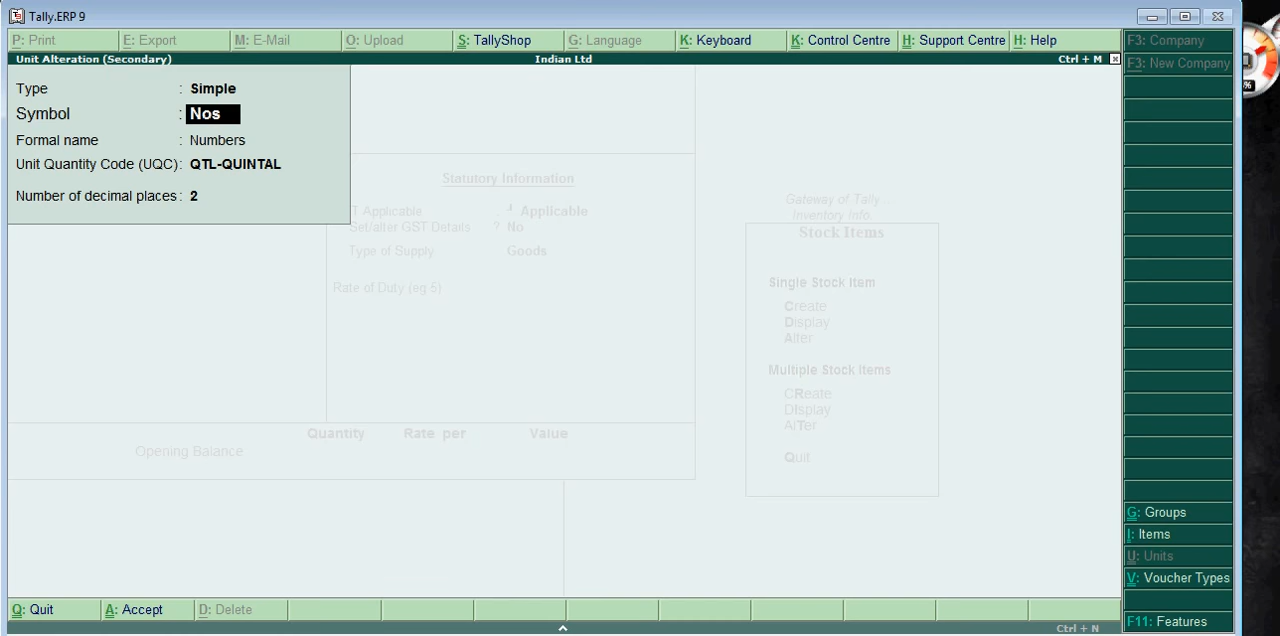 Tally.ERP 9
P: Print E: Export M: E-Mail O: Upload S: TallyShop G: Language K: Keyboard K: Control Centre H: Support Centre H: Help
F3: Company
F3: New Company
Unit Alteration (Secondary) Indian Ltd Ctrl + M
Type : Simple
Symbol : Nos
Formal name : Numbers
Unit Quantity Code (UQC) : QTL-QUINTAL
Number of decimal places : 2
Statutory Information
T Applicable : Applicable
Set/alter GST Details ? No
Type of Supply Goods
Rate of Duty (eg 5)
Quantity Rate per Value
Opening Balance
Gateway of Tally ...
Inventory Info.
Stock Items
Single Stock Item
Create
Display
Alter
Multiple Stock Items
CReate
DIsplay
AlTer
Quit
G: Groups
I: Items
U: Units
V: Voucher Types
F11: Features
Q: Quit A: Accept D: Delete
Ctrl + N